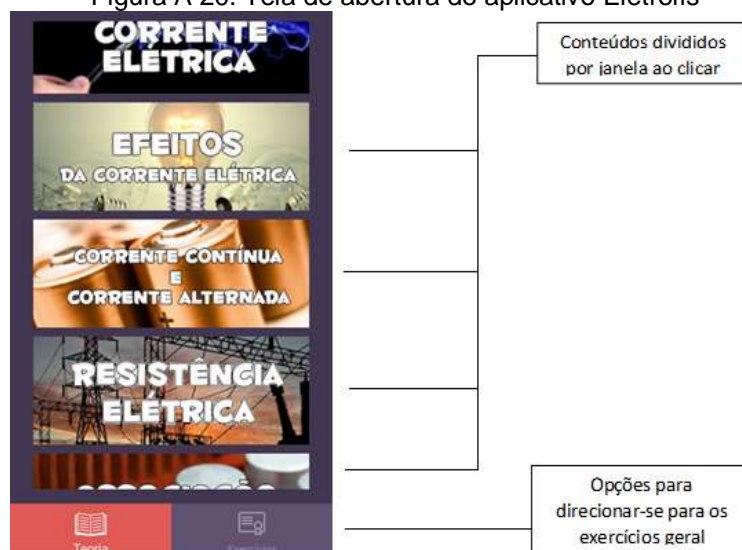 Figura A 20: Tela de abertura do aplicativo Eletrolis
CORRENTE
ELÉTRICA
Conteúdos divididos
por janela ao clicar
EFEITOS
DA CORRENTE ELÉTRICA
CORRENTE CONTÍNUA
E
CORRENTE ALTERNADA
RESISTÊNCIA
ELÉTRICA
Opções para
direcionar-se para os
exercícios geral
Teoria
Exercícios